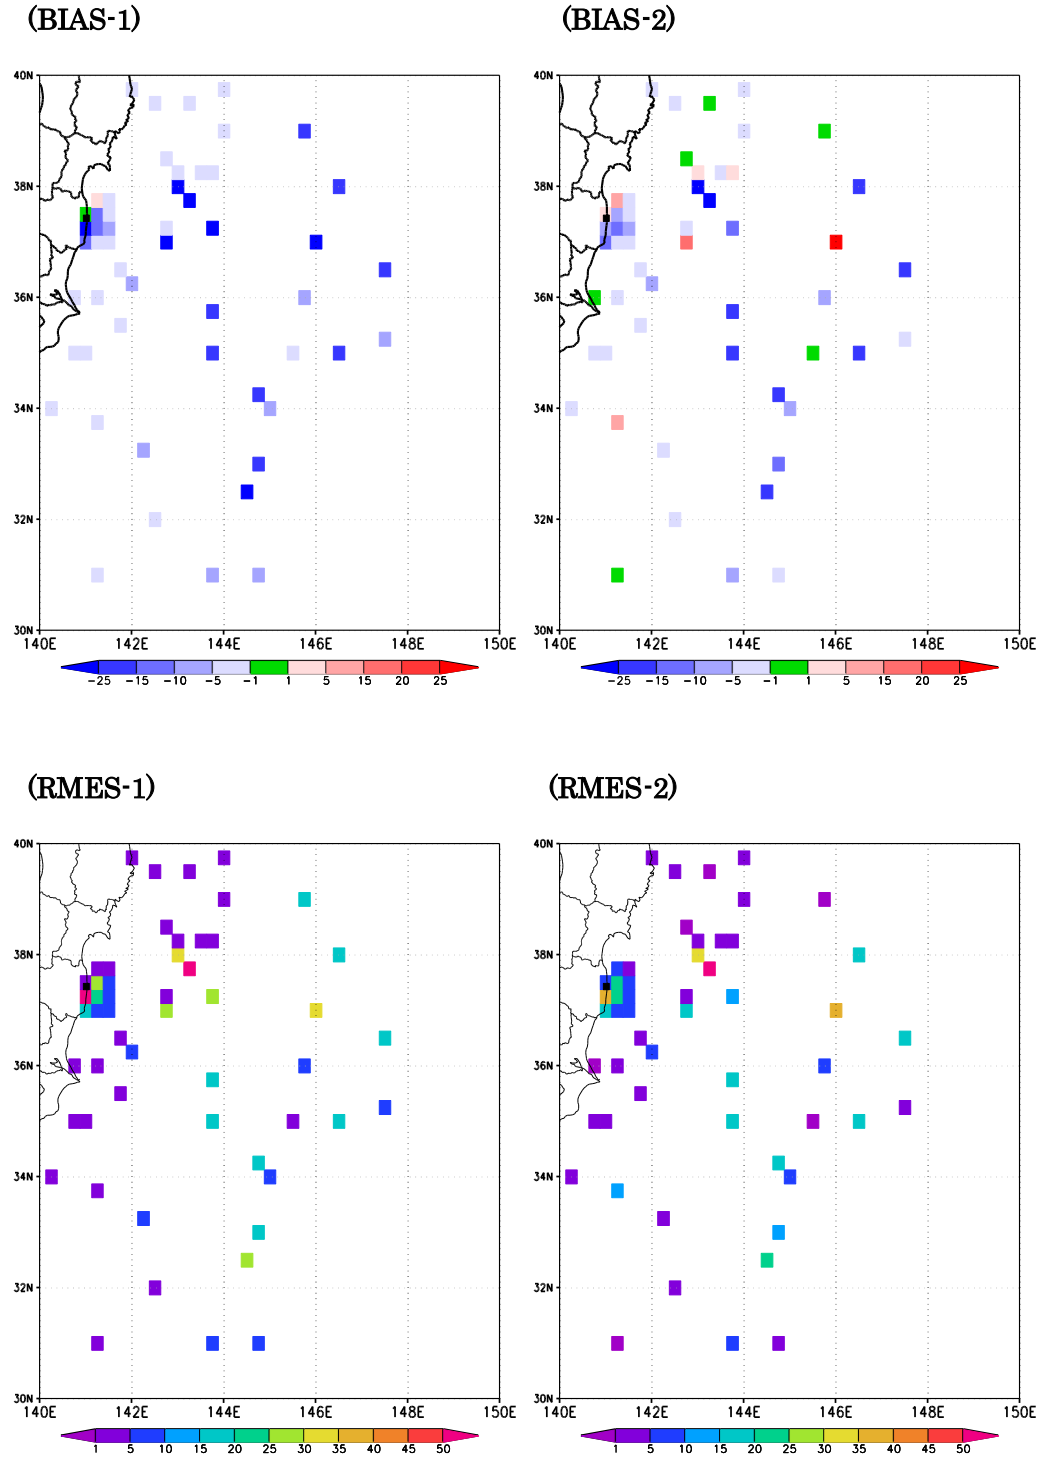 (BIAS-1) (BIAS-2)
40N 40N
38N 38N
36N 36N
34N 34N
32N 32N
30N 30N
140E 142E 144E 146E 148E 150E 140E 142E 144E 146E 148E 150E
-25 -15 -10 -5 -1 1 5 15 20 25 -25 -15 -10 -5 -1 1 5 15 20 25
(RMES-1) (RMES-2)
40N 40N
38N 38N
36N 36N
34N 34N
32N 32N
30N 30N
140E 142E 144E 146E 148E 150E 140E 142E 144E 146E 148E 150E
1 5 10 15 20 25 30 35 40 45 50 1 5 10 15 20 25 30 35 40 45 50